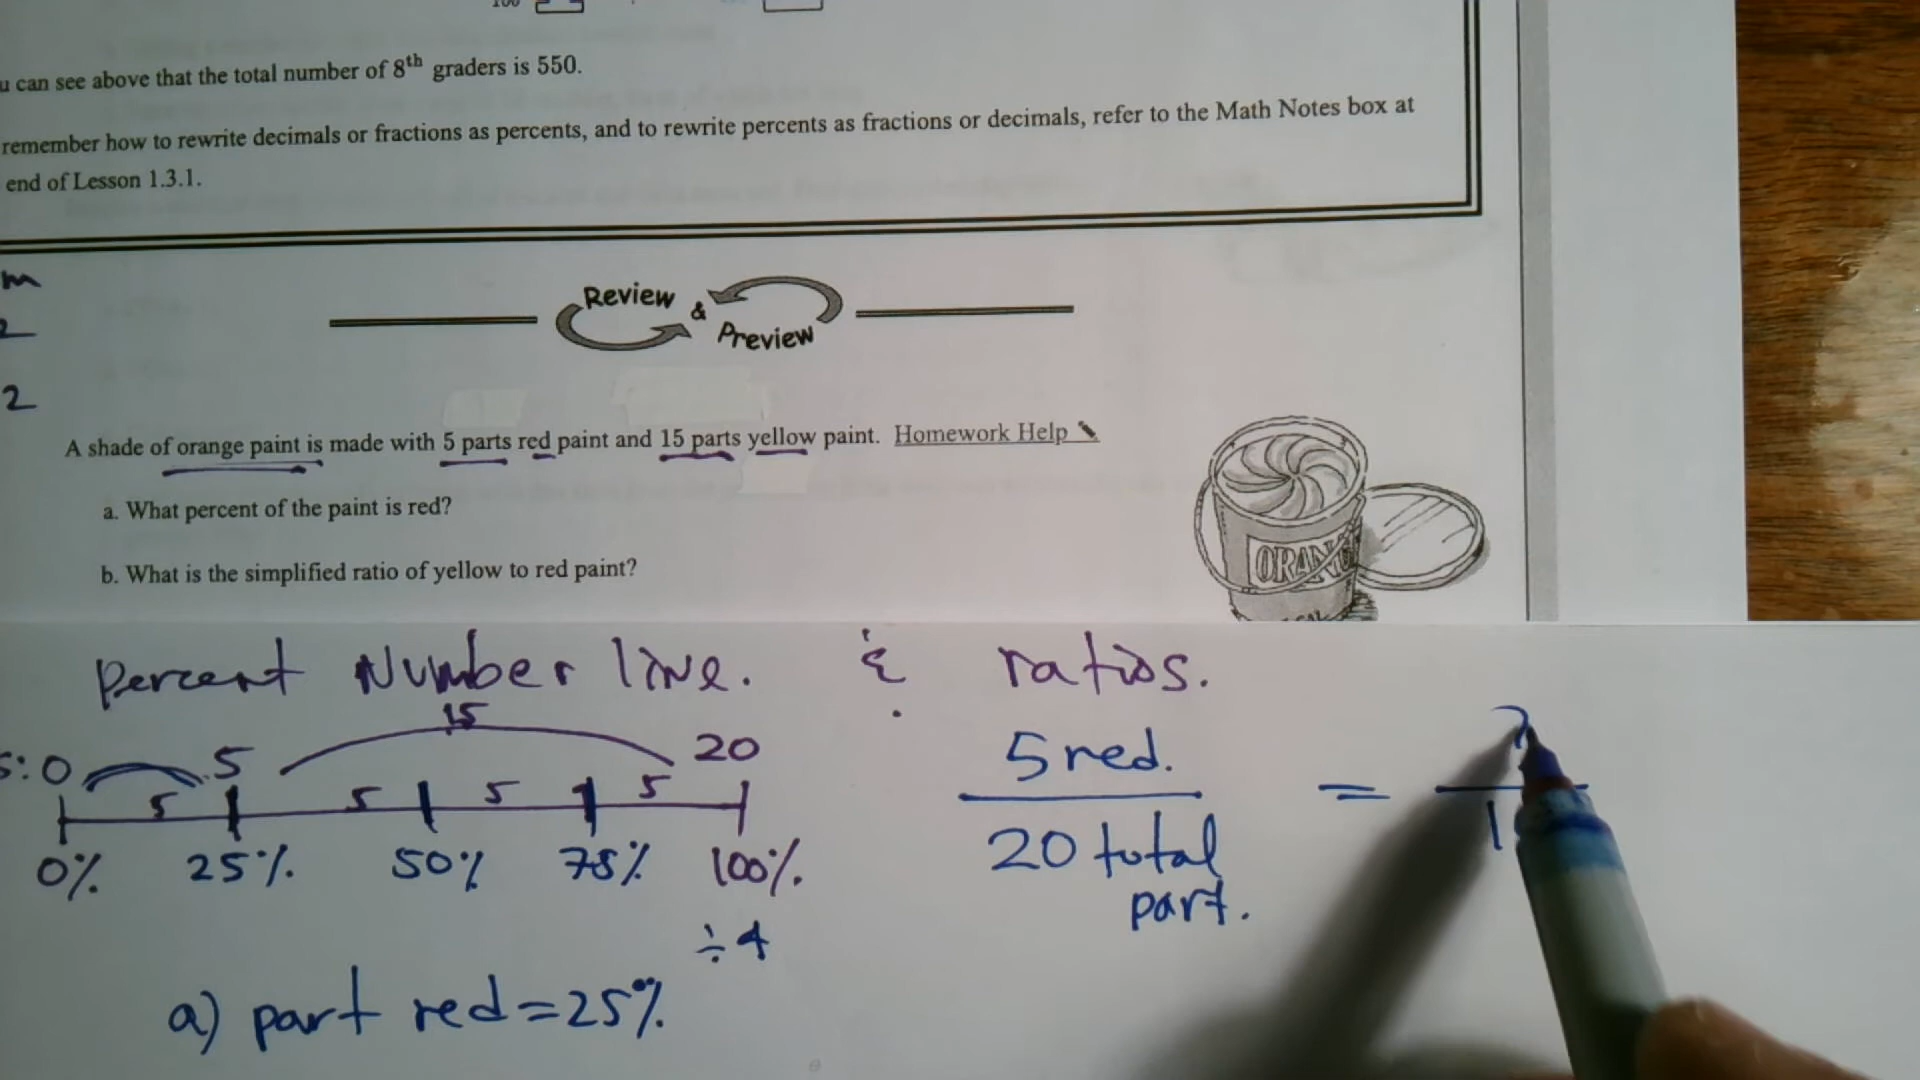 100
u can see above that the total number of 8th graders is 550.
remember how to rewrite decimals or fractions as percents, and to rewrite percents as fractions or decimals, refer to the Math Notes box at
end of Lesson 1.3.1.
m
2
2
Review & Preview
A shade of orange paint is made with 5 parts red paint and 15 parts yellow paint. Homework Help
a. What percent of the paint is red?
b. What is the simplified ratio of yellow to red paint?
ORANG
Percent Number line. & ratios.
15
s: 0 5 20
5 5 5 5
0% 25% 50% 75% 100%
÷4
a) part red = 25%
5 red.
20 total
part.
=
?
1